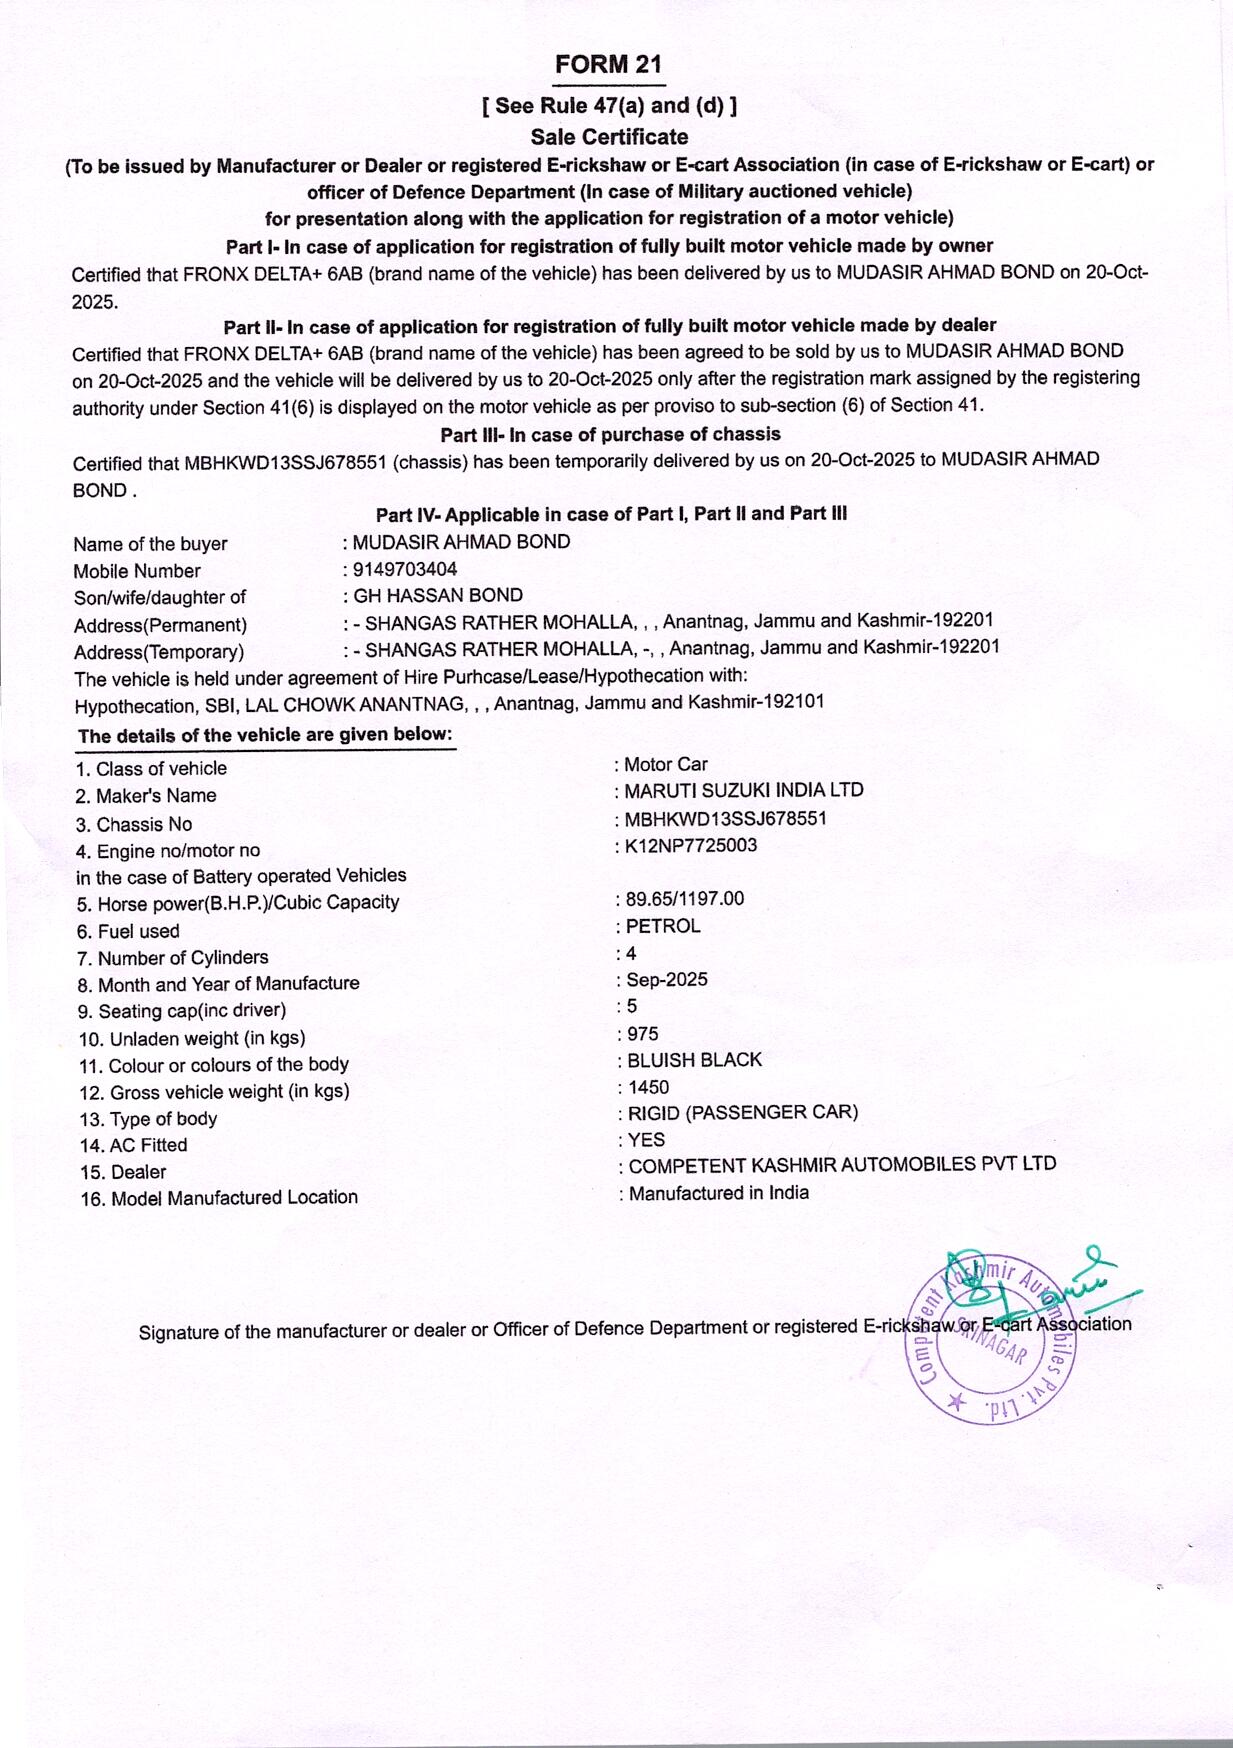 FORM 21
[ See Rule 47(a) and (d) ]
Sale Certificate
(To be issued by Manufacturer or Dealer or registered E-rickshaw or E-cart Association (in case of E-rickshaw or E-cart) or
officer of Defence Department (In case of Military auctioned vehicle)
for presentation along with the application for registration of a motor vehicle)
Part I- In case of application for registration of fully built motor vehicle made by owner
Certified that FRONX DELTA+ 6AB (brand name of the vehicle) has been delivered by us to MUDASIR AHMAD BOND on 20-Oct-
2025.
Part II- In case of application for registration of fully built motor vehicle made by dealer
Certified that FRONX DELTA+ 6AB (brand name of the vehicle) has been agreed to be sold by us to MUDASIR AHMAD BOND
on 20-Oct-2025 and the vehicle will be delivered by us to 20-Oct-2025 only after the registration mark assigned by the registering
authority under Section 41(6) is displayed on the motor vehicle as per proviso to sub-section (6) of Section 41.
Part III- In case of purchase of chassis
Certified that MBHKWD13SSJ678551 (chassis) has been temporarily delivered by us on 20-Oct-2025 to MUDASIR AHMAD
BOND .
Part IV- Applicable in case of Part I, Part II and Part III
Name of the buyer : MUDASIR AHMAD BOND
Mobile Number : 9149703404
Son/wife/daughter of : GH HASSAN BOND
Address(Permanent) : - SHANGAS RATHER MOHALLA, , , Anantnag, Jammu and Kashmir-192201
Address(Temporary) : - SHANGAS RATHER MOHALLA, -, , Anantnag, Jammu and Kashmir-192201
The vehicle is held under agreement of Hire Purhcase/Lease/Hypothecation with:
Hypothecation, SBI, LAL CHOWK ANANTNAG, , , Anantnag, Jammu and Kashmir-192101
The details of the vehicle are given below:
1. Class of vehicle : Motor Car
2. Maker's Name : MARUTI SUZUKI INDIA LTD
3. Chassis No : MBHKWD13SSJ678551
4. Engine no/motor no : K12NP7725003
in the case of Battery operated Vehicles
5. Horse power(B.H.P.)/Cubic Capacity : 89.65/1197.00
6. Fuel used : PETROL
7. Number of Cylinders : 4
8. Month and Year of Manufacture : Sep-2025
9. Seating cap(inc driver) : 5
10. Unladen weight (in kgs) : 975
11. Colour or colours of the body : BLUISH BLACK
12. Gross vehicle weight (in kgs) : 1450
13. Type of body : RIGID (PASSENGER CAR)
14. AC Fitted : YES
15. Dealer : COMPETENT KASHMIR AUTOMOBILES PVT LTD
16. Model Manufactured Location : Manufactured in India
Signature of the manufacturer or dealer or Officer of Defence Department or registered E-rickshaw or E-cart Association
Competent Kashmir Automobiles Pvt. Ltd.
SRINAGAR